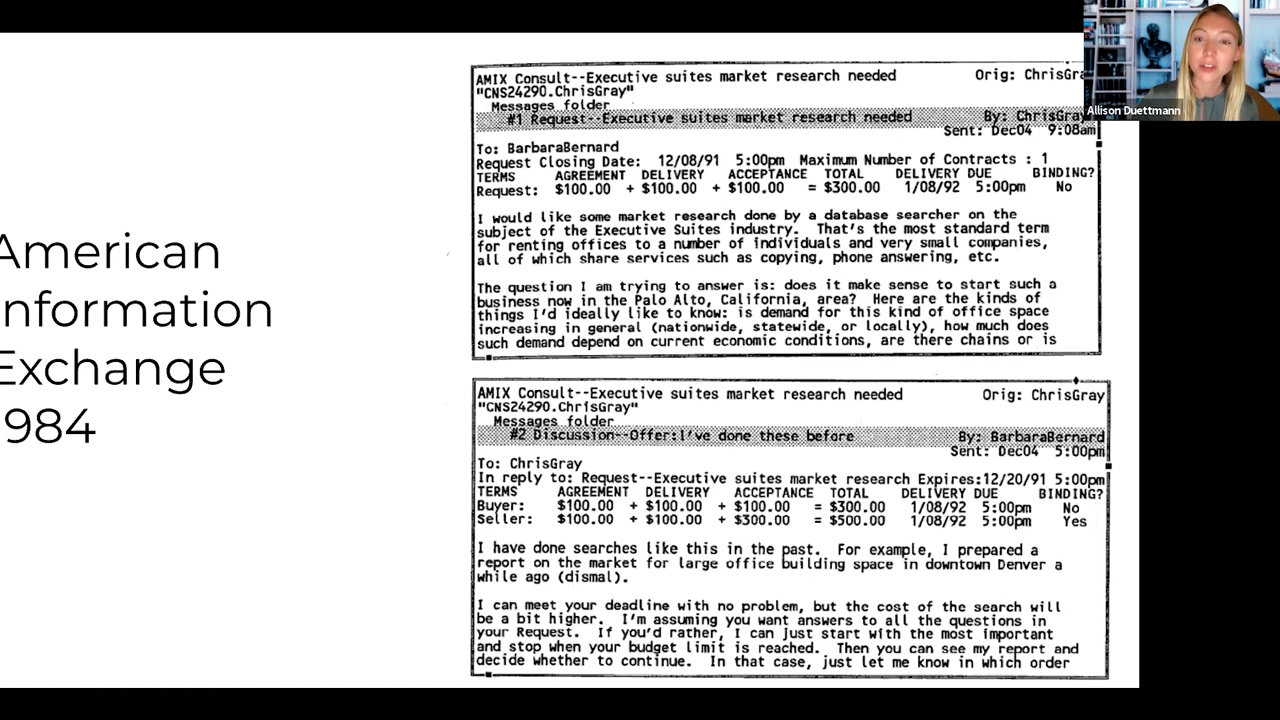 American
Information
Exchange
1984
AMIX Consult--Executive suites market research needed Orig: ChrisGra
"CNS24290.ChrisGray"
Messages folder
#1 Request--Executive suites market research needed By: ChrisGray
Sent: Dec04 9:08am
To: BarbaraBernard
Request Closing Date: 12/08/91 5:00pm Maximum Number of Contracts : 1
TERMS AGREEMENT DELIVERY ACCEPTANCE TOTAL DELIVERY DUE BINDING?
Request: $100.00 + $100.00 + $100.00 = $300.00 1/08/92 5:00pm No
I would like some market research done by a database searcher on the
subject of the Executive Suites industry. That's the most standard term
for renting offices to a number of individuals and very small companies,
all of which share services such as copying, phone answering, etc.
The question I am trying to answer is: does it make sense to start such a
business now in the Palo Alto, California, area? Here are the kinds of
things I'd ideally like to know: is demand for this kind of office space
increasing in general (nationwide, statewide, or locally), how much does
such demand depend on current economic conditions, are there chains or is
AMIX Consult--Executive suites market research needed Orig: ChrisGray
"CNS24290.ChrisGray"
Messages folder
#2 Discussion--Offer:I've done these before By: BarbaraBernard
Sent: Dec04 5:00pm
To: ChrisGray
In reply to: Request--Executive suites market research Expires:12/20/91 5:00pm
TERMS AGREEMENT DELIVERY ACCEPTANCE TOTAL DELIVERY DUE BINDING?
Buyer: $100.00 + $100.00 + $100.00 = $300.00 1/08/92 5:00pm No
Seller: $100.00 + $100.00 + $300.00 = $500.00 1/08/92 5:00pm Yes
I have done searches like this in the past. For example, I prepared a
report on the market for large office building space in downtown Denver a
while ago (dismal).
I can meet your deadline with no problem, but the cost of the search will
be a bit higher. I'm assuming you want answers to all the questions in
your Request. If you'd rather, I can just start with the most important
and stop when your budget limit is reached. Then you can see my report and
decide whether to continue. In that case, just let me know in which order
Allison Duettmann